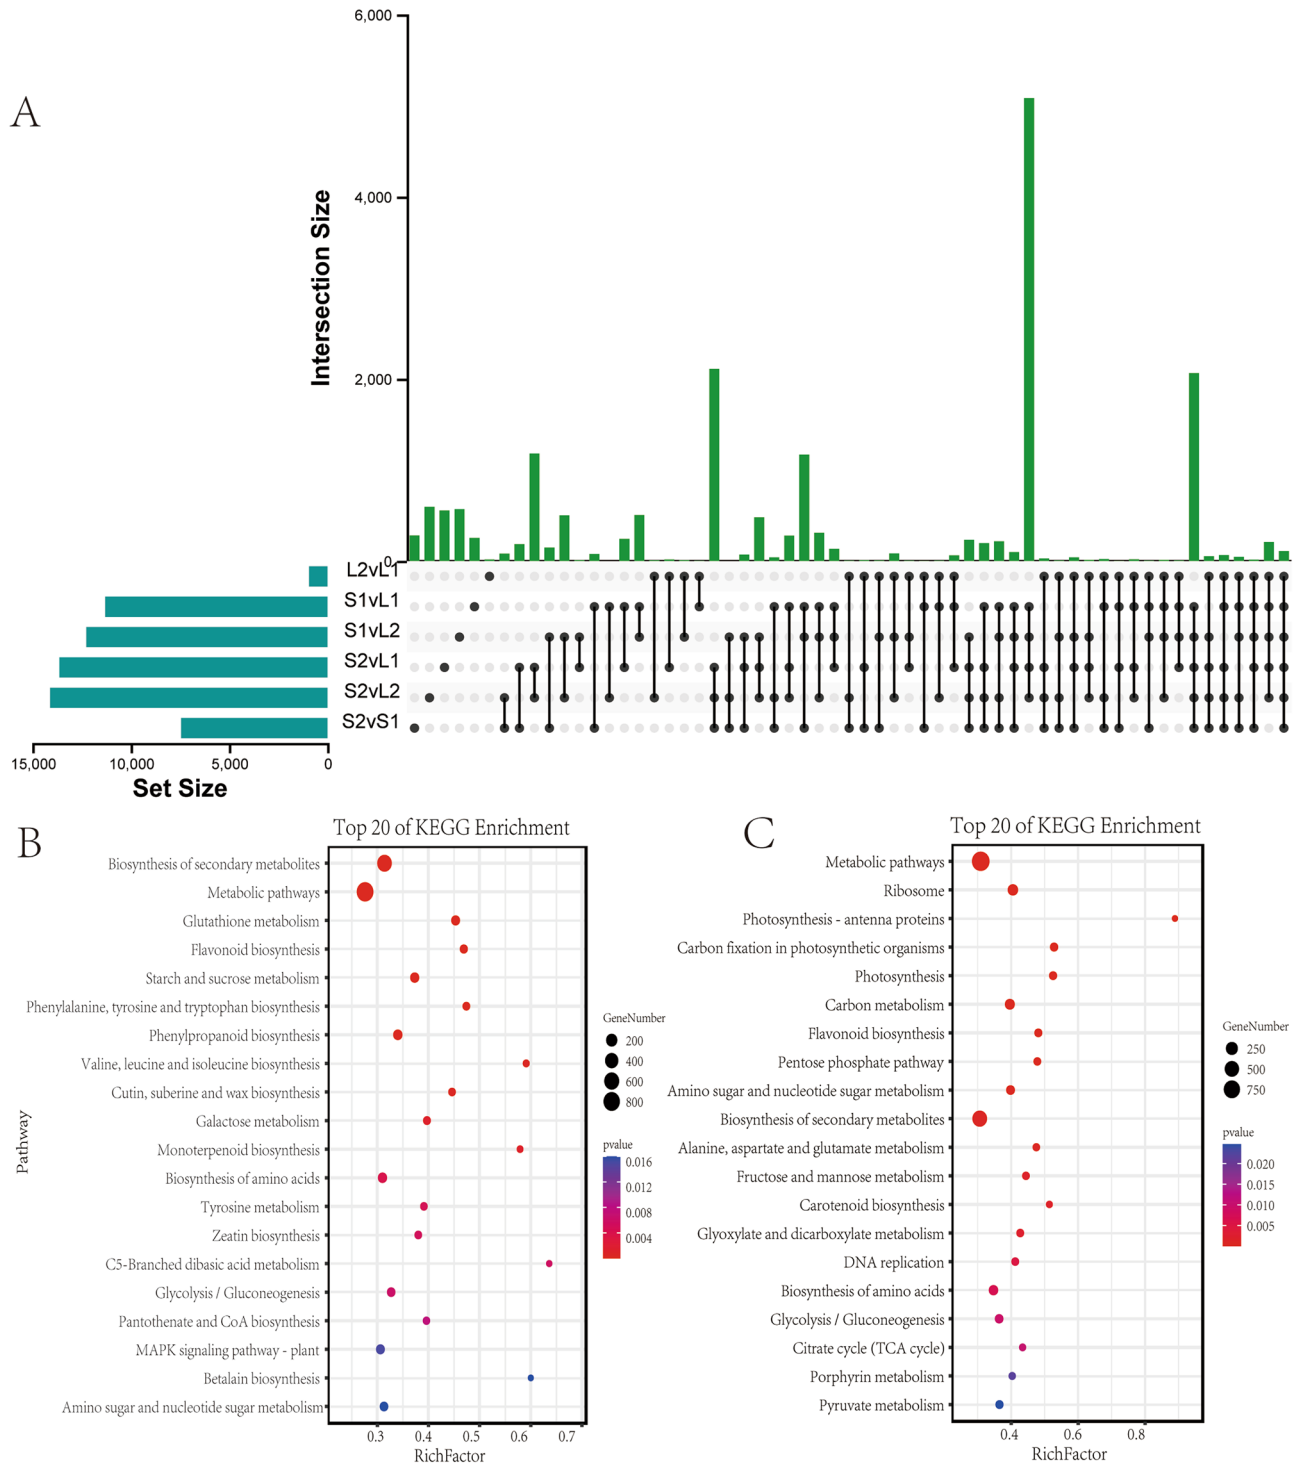 A
6,000
4,000
2,000
0
Intersection Size
L2vL1
S1vL1
S1vL2
S2vL1
S2vL2
S2vS1
15,000 10,000 5,000 0
Set Size
B
Top 20 of KEGG Enrichment
Pathway
Biosynthesis of secondary metabolites
Metabolic pathways
Glutathione metabolism
Flavonoid biosynthesis
Starch and sucrose metabolism
Phenylalanine, tyrosine and tryptophan biosynthesis
Phenylpropanoid biosynthesis
Valine, leucine and isoleucine biosynthesis
Cutin, suberine and wax biosynthesis
Galactose metabolism
Monoterpenoid biosynthesis
Biosynthesis of amino acids
Tyrosine metabolism
Zeatin biosynthesis
C5-Branched dibasic acid metabolism
Glycolysis / Gluconeogenesis
Pantothenate and CoA biosynthesis
MAPK signaling pathway - plant
Betalain biosynthesis
Amino sugar and nucleotide sugar metabolism
0.3 0.4 0.5 0.6 0.7
RichFactor
GeneNumber
200
400
600
800
pvalue
0.016
0.012
0.008
0.004
C
Top 20 of KEGG Enrichment
Metabolic pathways
Ribosome
Photosynthesis - antenna proteins
Carbon fixation in photosynthetic organisms
Photosynthesis
Carbon metabolism
Flavonoid biosynthesis
Pentose phosphate pathway
Amino sugar and nucleotide sugar metabolism
Biosynthesis of secondary metabolites
Alanine, aspartate and glutamate metabolism
Fructose and mannose metabolism
Carotenoid biosynthesis
Glyoxylate and dicarboxylate metabolism
DNA replication
Biosynthesis of amino acids
Glycolysis / Gluconeogenesis
Citrate cycle (TCA cycle)
Porphyrin metabolism
Pyruvate metabolism
0.4 0.6 0.8
RichFactor
GeneNumber
250
500
750
pvalue
0.020
0.015
0.010
0.005